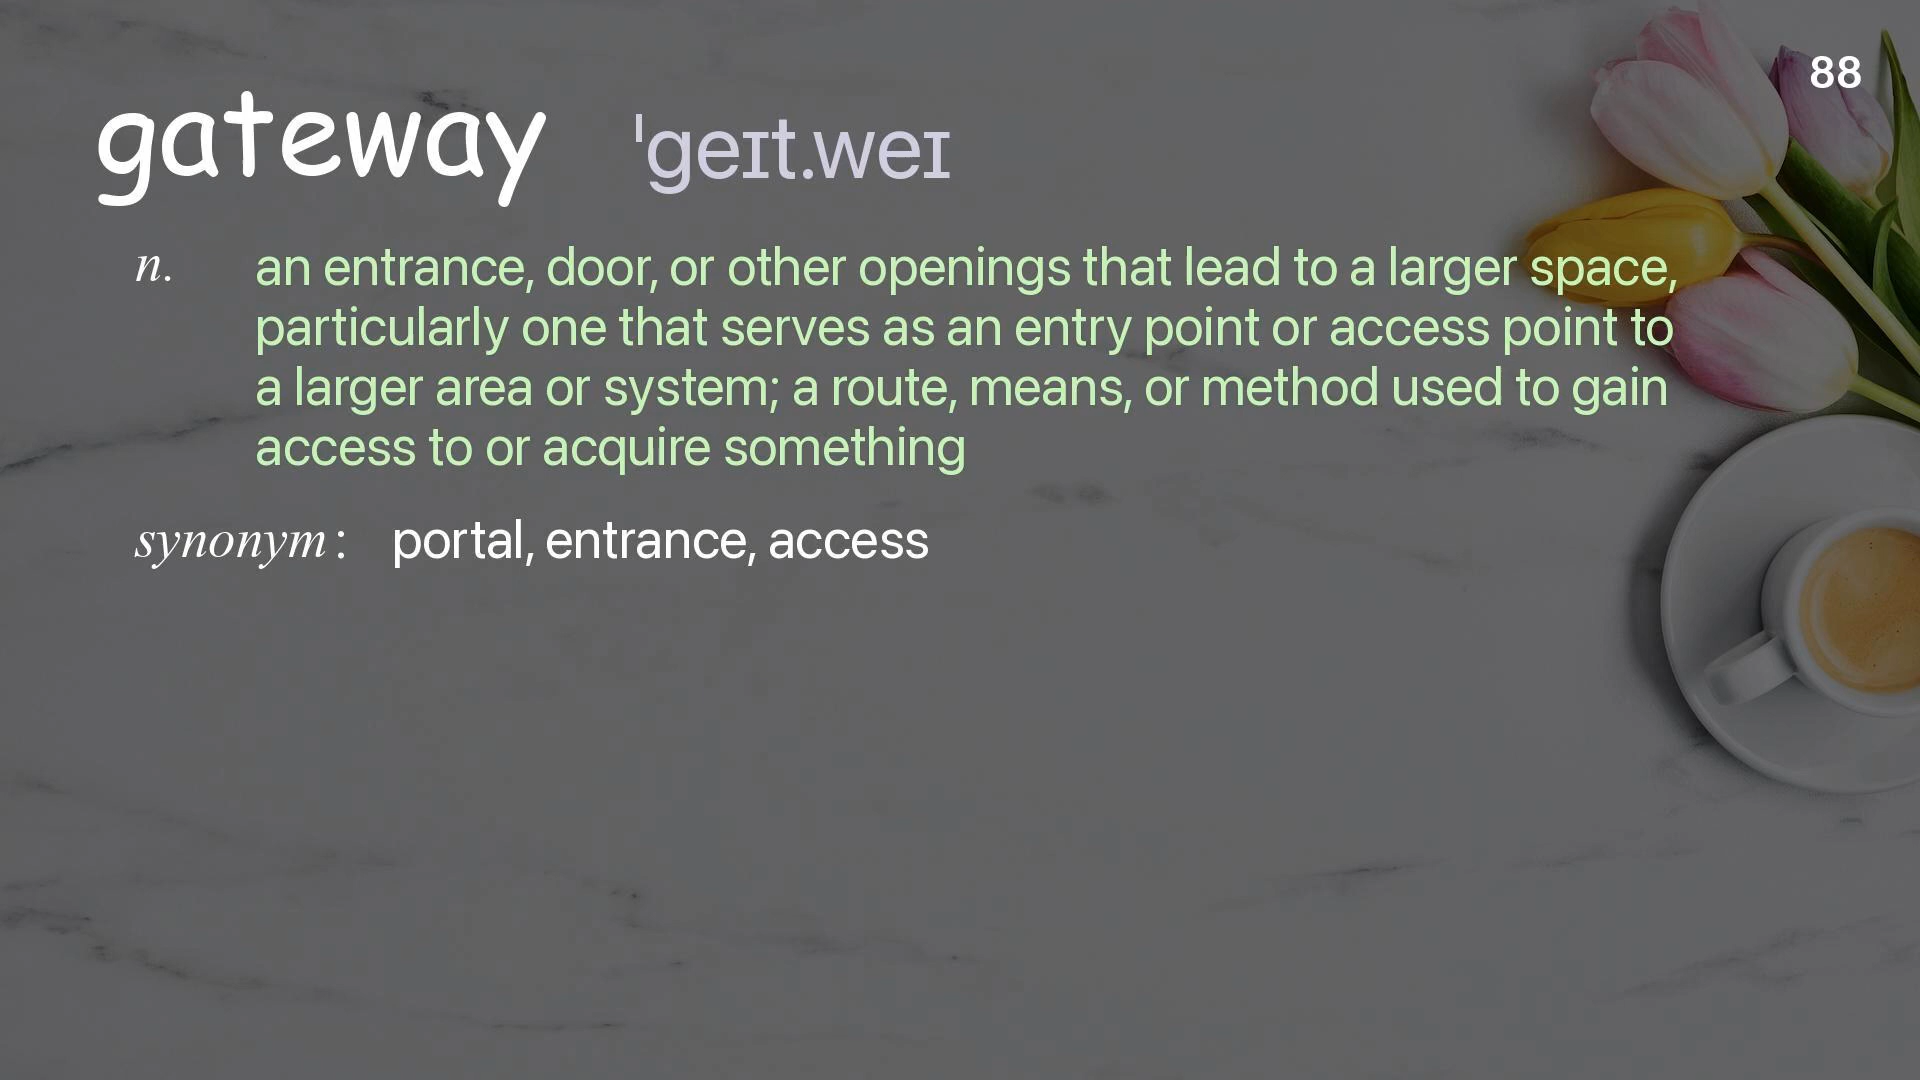 88
gateway ˈgeɪt.weɪ
n. an entrance, door, or other openings that lead to a larger space,
particularly one that serves as an entry point or access point to
a larger area or system; a route, means, or method used to gain
access to or acquire something
synonym: portal, entrance, access